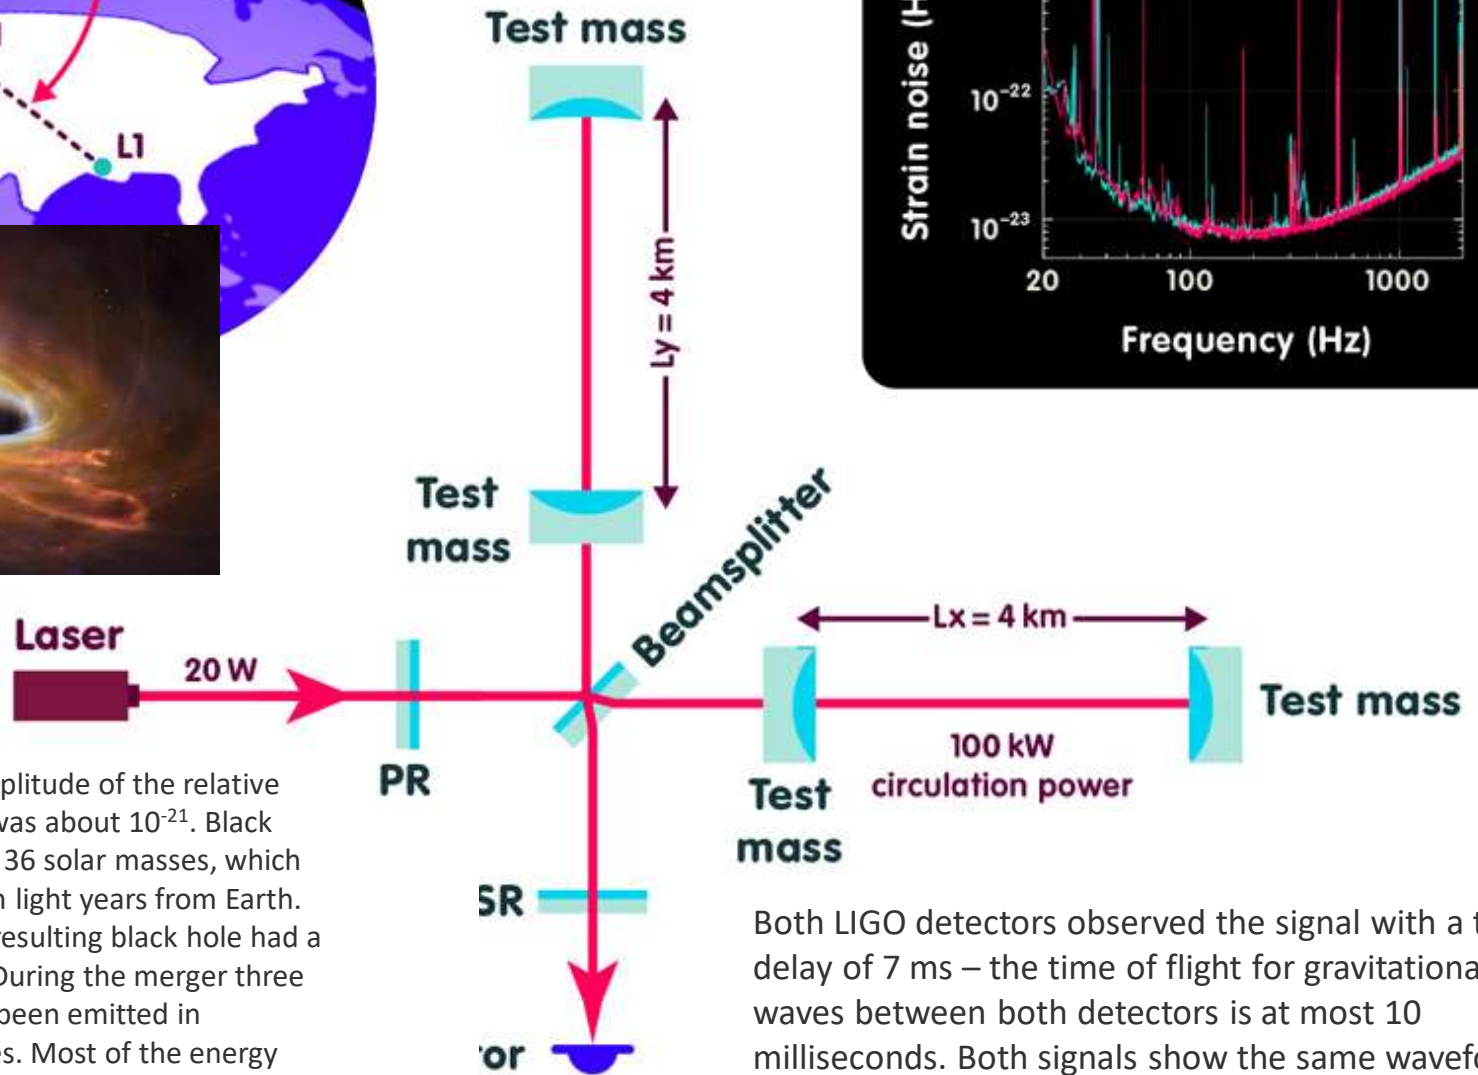 Test mass
Strain noise
10-22
10-23
20 100 1000
Frequency (Hz)
L1
Ly = 4 km
Test
mass
Beamsplitter
Laser
20 W
PR
Lx = 4 km
Test mass
100 kW
circulation power
Test
mass
SR
plitude of the relative
was about 10-21. Black
36 solar masses, which
light years from Earth.
resulting black hole had a
During the merger three
been emitted in
Most of the energy
Both LIGO detectors observed the signal with a
delay of 7 ms – the time of flight for gravitational
waves between both detectors is at most 10
milliseconds. Both signals show the same